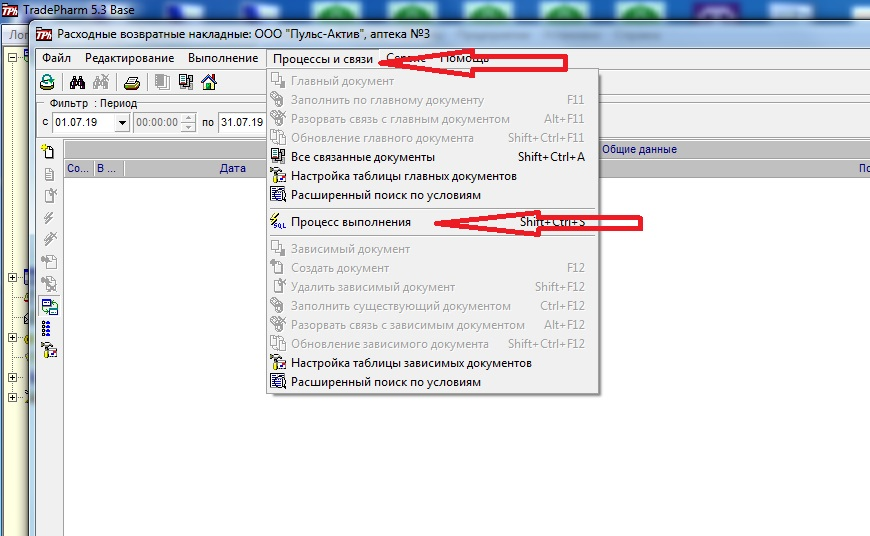 TradePharm 5.3 Base
Расходные возвратные накладные: ООО "Пульс-Актив", аптека №3
Файл Редактирование Выполнение Процессы и связи Помощь
Фильтр : Период
с 01.07.19 00:00:00 по 31.07.19
Общие данные
Со... В ... Дата
Главный документ
Заполнить по главному документу F11
Разорвать связь с главным документом Alt+F11
Обновление главного документа Shift+Ctrl+F11
Все связанные документы Shift+Ctrl+A
Настройка таблицы главных документов
Расширенный поиск по условиям
SQL Процесс выполнения Shift+Ctrl+S
Зависимый документ
Создать документ F12
Удалить зависимый документ Shift+F12
Заполнить существующий документом Ctrl+F12
Разорвать связь с зависимым документом Alt+F12
Обновление зависимого документа Shift+Ctrl+F12
Настройка таблицы зависимых документов
Расширенный поиск по условиям